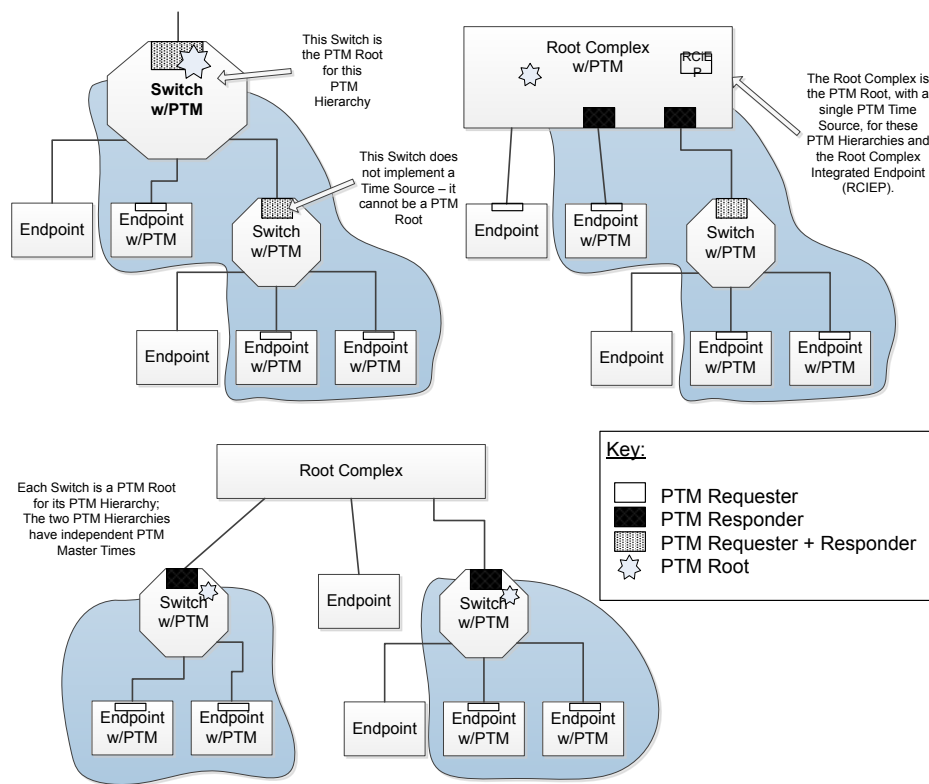 This Switch is
the PTM Root
for this
PTM
Hierarchy
Switch
w/PTM
This Switch does
not implement a
Time Source – it
cannot be a PTM
Root
Endpoint
Endpoint
w/PTM
Switch
w/PTM
Endpoint
Endpoint
w/PTM
Endpoint
w/PTM
Root Complex
w/PTM
RCIE
P
The Root Complex is
the PTM Root, with a
single PTM Time
Source, for these
PTM Hierarchies and
the Root Complex
Integrated Endpoint
(RCIEP).
Endpoint
Endpoint
w/PTM
Switch
w/PTM
Endpoint
Endpoint
w/PTM
Endpoint
w/PTM
Root Complex
Each Switch is a PTM Root
for its PTM Hierarchy;
The two PTM Hierarchies
have independent PTM
Master Times
Switch
w/PTM
Endpoint
Switch
w/PTM
Endpoint
w/PTM
Endpoint
w/PTM
Endpoint
Endpoint
w/PTM
Endpoint
w/PTM
Key:
PTM Requester
PTM Responder
PTM Requester + Responder
PTM Root